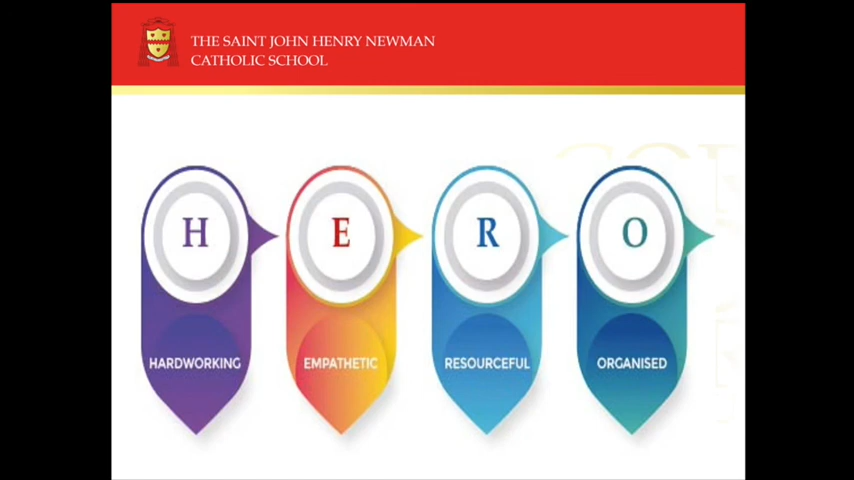 THE SAINT JOHN HENRY NEWMAN
CATHOLIC SCHOOL
H E R O
HARDWORKING EMPATHETIC RESOURCEFUL ORGANISED